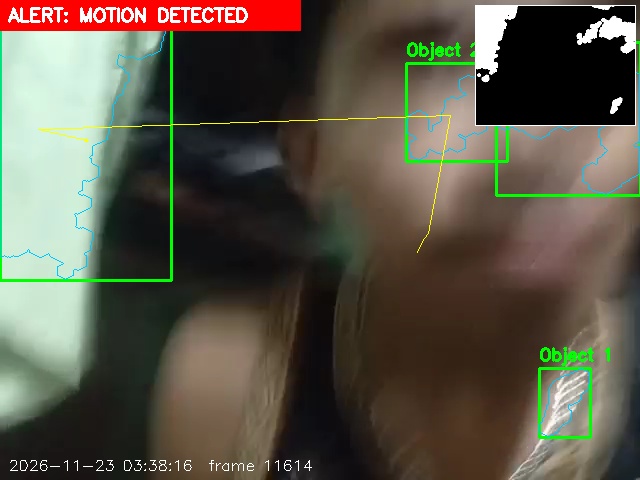 ALERT: MOTION DETECTED
Object 2
Object 1
2026-11-23 03:38:16 frame 11614